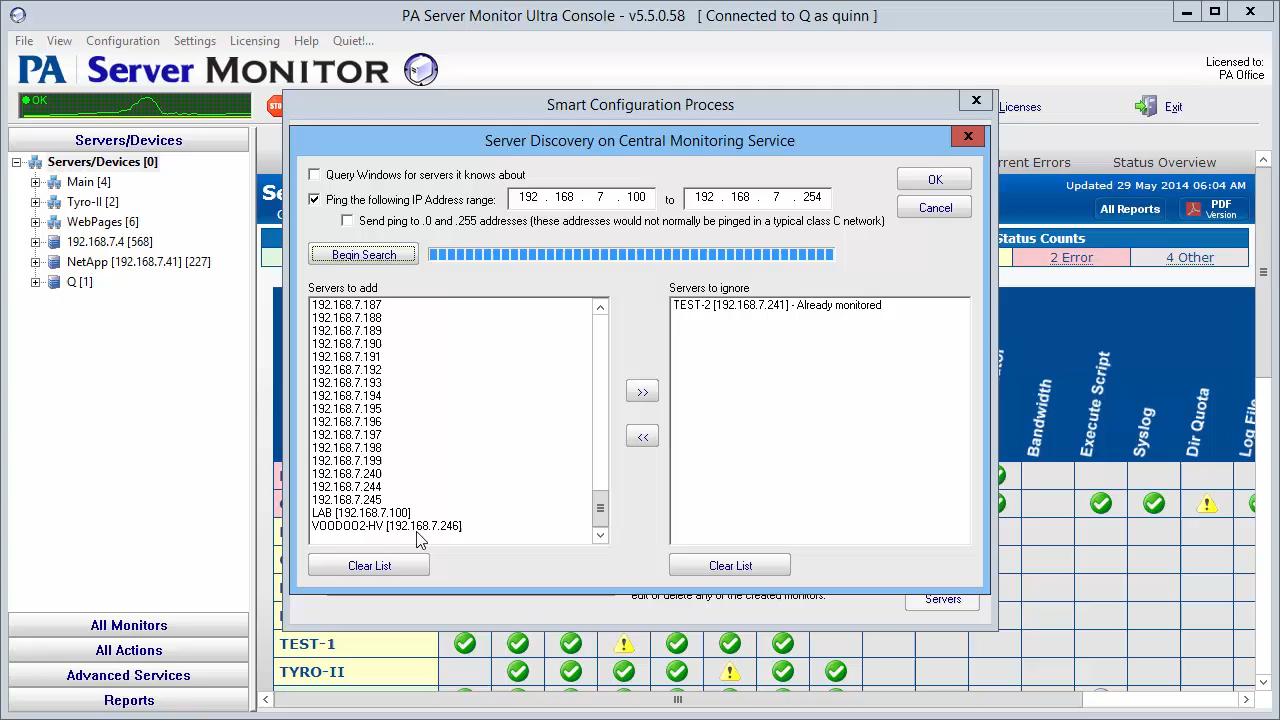 PA Server Monitor Ultra Console - v5.5.0.58 [ Connected to Q as quinn ]
File View Configuration Settings Licensing Help Quiet!...
PA Server MONITOR
Licensed to:
PA Office
OK
STO
Licenses
Exit
Smart Configuration Process
Server Discovery on Central Monitoring Service
Servers/Devices
Servers/Devices [0]
Main [4]
Tyro-II [2]
WebPages [6]
192.168.7.4 [568]
NetApp [192.168.7.41] [227]
Q [1]
All Monitors
All Actions
Advanced Services
Reports
Query Windows for servers it knows about
Ping the following IP Address range: 192 . 168 . 7 . 100 to 192 . 168 . 7 . 254
Send ping to .0 and .255 addresses (these addresses would not normally be pinged in a typical class C network)
OK
Cancel
Begin Search
Servers to add
192.168.7.187
192.168.7.188
192.168.7.189
192.168.7.190
192.168.7.191
192.168.7.192
192.168.7.193
192.168.7.194
192.168.7.195
192.168.7.196
192.168.7.197
192.168.7.198
192.168.7.199
192.168.7.240
192.168.7.244
192.168.7.245
LAB [192.168.7.100]
VOODOO2-HV [192.168.7.246]
Clear List
>>
<<
Servers to ignore
TEST-2 [192.168.7.241] - Already monitored
Clear List
edit or delete any of the created monitors.
Servers
rrent Errors
Status Overview
Se
Updated 29 May 2014 06:04 AM
All Reports
PDF
Version
Status Counts
2 Error
4 Other
Bandwidth
Execute Script
Syslog
Dir Quota
Log File
TEST-1
TYRO-II